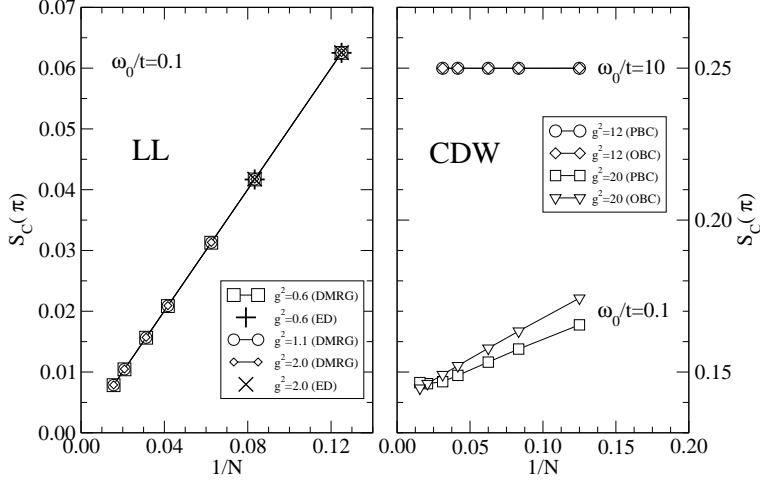 0.07
0.06
0.05
0.04
0.03
0.02
0.01
0.00
S_C(π)
ω₀/t=0.1
LL
g²=0.6 (DMRG)
g²=0.6 (ED)
g²=1.1 (DMRG)
g²=2.0 (DMRG)
g²=2.0 (ED)
0.00 0.04 0.08 0.12
1/N
ω₀/t=10
CDW
g²=12 (PBC)
g²=12 (OBC)
g²=20 (PBC)
g²=20 (OBC)
ω₀/t=0.1
0.25
0.20
0.15
S_C(π)
0.00 0.05 0.10 0.15 0.20
1/N